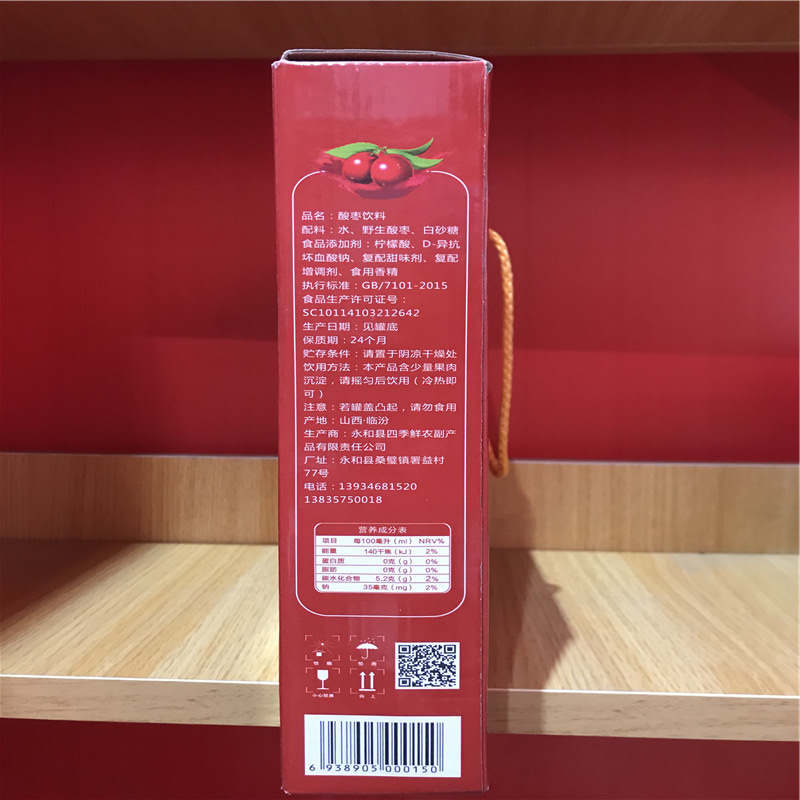 品名：酸枣饮料
配料：水、野生酸枣、白砂糖
食品添加剂：柠檬酸、D-异抗
坏血酸钠、复配甜味剂、复配
增调剂、食用香精
执行标准：GB/7101-2015
食品生产许可证号：
SC10114103212642
生产日期：见罐底
保质期：24个月
贮存条件：请置于阴凉干燥处
饮用方法：本产品含少量果肉
沉淀，请摇匀后饮用（冷热即
可）
注意：若罐盖凸起，请勿食用
产地：山西·临汾
生产商：永和县四季鲜农副产
品有限责任公司
厂址：永和县桑壁镇署益村
77号
电话：13934681520
13835750018
营养成分表
项目 每100毫升（ml） NRV%
能量 140千焦（kJ） 2%
蛋白质 0克（g） 0%
脂肪 0克（g） 0%
碳水化合物 5.2克（g） 2%
钠 35毫克（mg） 2%
怕晒 怕雨
小心轻放 向上
6 938905 000150